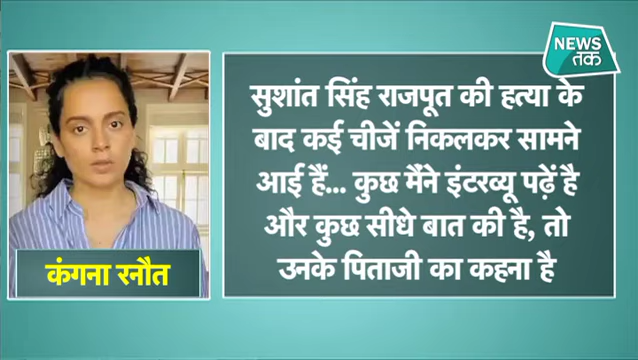 NEWS
तक
सुशांत सिंह राजपूत की हत्या के
बाद कई चीजें निकलकर सामने
आई हैं... कुछ मैंने इंटरव्यू पढ़ें है
और कुछ सीधे बात की है, तो
उनके पिताजी का कहना है
कंगना रनौत